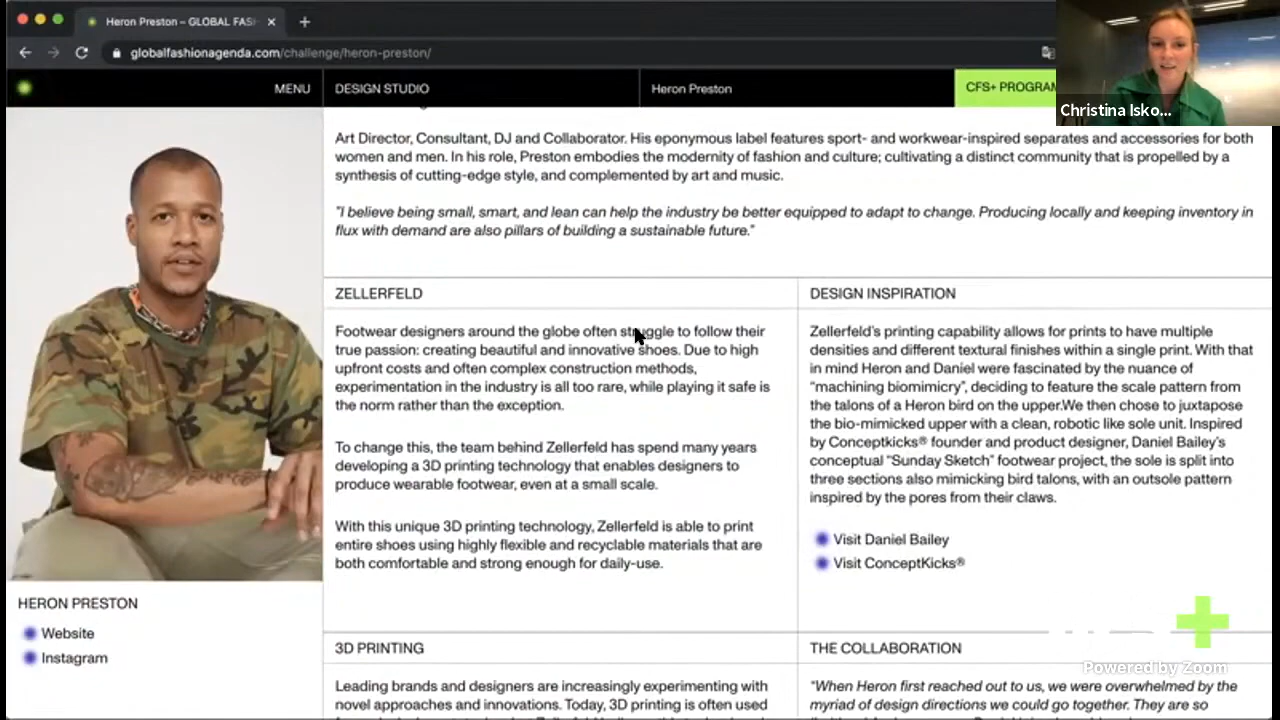 Heron Preston – GLOBAL FAS
globalfashionagenda.com/challenge/heron-preston/
MENU
DESIGN STUDIO
Heron Preston
CFS+ PROGRAM
Christina Isko...
Art Director, Consultant, DJ and Collaborator. His eponymous label features sport- and workwear-inspired separates and accessories for both
women and men. In his role, Preston embodies the modernity of fashion and culture; cultivating a distinct community that is propelled by a
synthesis of cutting-edge style, and complemented by art and music.
"I believe being small, smart, and lean can help the industry be better equipped to adapt to change. Producing locally and keeping inventory in
flux with demand are also pillars of building a sustainable future."
ZELLERFELD
Footwear designers around the globe often struggle to follow their
true passion: creating beautiful and innovative shoes. Due to high
upfront costs and often complex construction methods,
experimentation in the industry is all too rare, while playing it safe is
the norm rather than the exception.
To change this, the team behind Zellerfeld has spend many years
developing a 3D printing technology that enables designers to
produce wearable footwear, even at a small scale.
With this unique 3D printing technology, Zellerfeld is able to print
entire shoes using highly flexible and recyclable materials that are
both comfortable and strong enough for daily-use.
DESIGN INSPIRATION
Zellerfeld's printing capability allows for prints to have multiple
densities and different textural finishes within a single print. With that
in mind Heron and Daniel were fascinated by the nuance of
"machining biomimicry", deciding to feature the scale pattern from
the talons of a Heron bird on the upper.We then chose to juxtapose
the bio-mimicked upper with a clean, robotic like sole unit. Inspired
by Conceptkicks® founder and product designer, Daniel Bailey's
conceptual "Sunday Sketch" footwear project, the sole is split into
three sections also mimicking bird talons, with an outsole pattern
inspired by the pores from their claws.
Visit Daniel Bailey
Visit ConceptKicks®
HERON PRESTON
Website
Instagram
3D PRINTING
Leading brands and designers are increasingly experimenting with
novel approaches and innovations. Today, 3D printing is often used
THE COLLABORATION
"When Heron first reached out to us, we were overwhelmed by the
myriad of design directions we could go together. They are so
Powered by Zoom